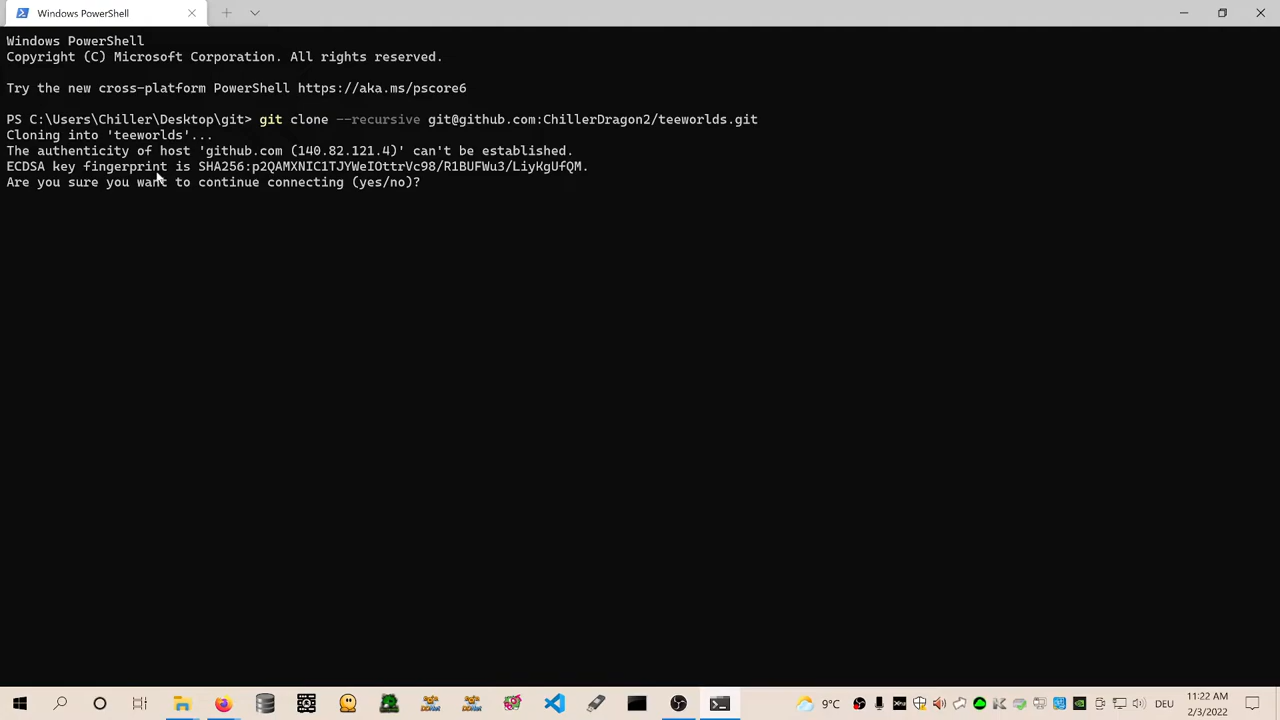 Windows PowerShell
Windows PowerShell
Copyright (C) Microsoft Corporation. All rights reserved.
Try the new cross-platform PowerShell https://aka.ms/pscore6
PS C:\Users\Chiller\Desktop\git> git clone --recursive git@github.com:ChillerDragon2/teeworlds.git
Cloning into 'teeworlds'...
The authenticity of host 'github.com (140.82.121.4)' can't be established.
ECDSA key fingerprint is SHA256:p2QAMXNIC1TJYWeIOttrVc98/R1BUFWu3/LiyKgUfQM.
Are you sure you want to continue connecting (yes/no)?
9°C
DEU
11:22 AM
2/3/2022